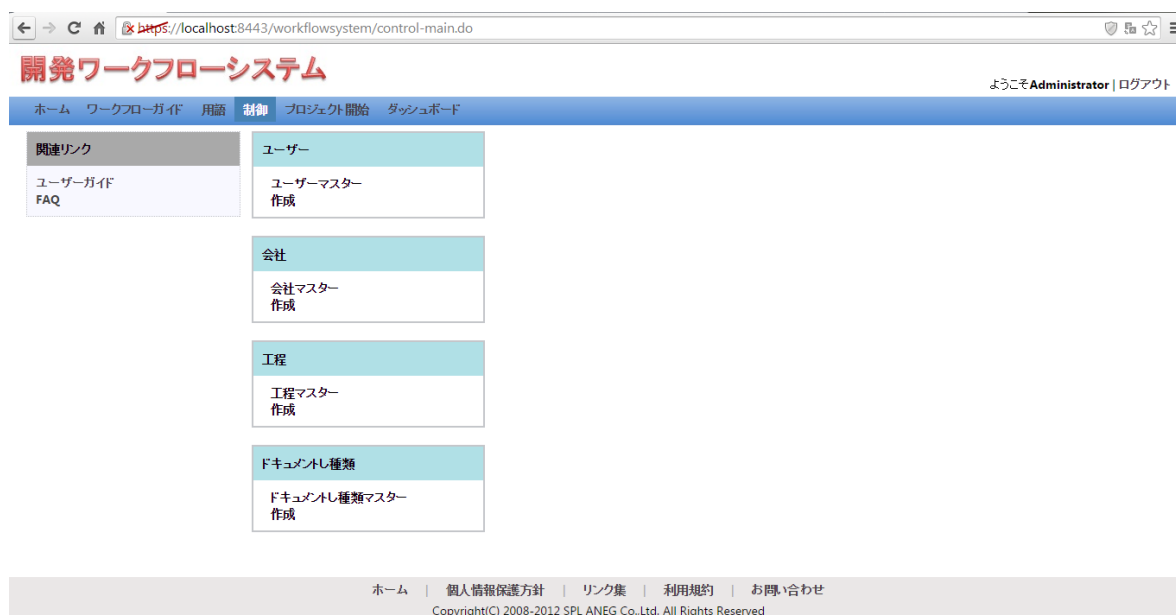 https://localhost:8443/workflowsystem/control-main.do
開発ワークフローシステム
ようこそAdministrator | ログアウト
ホーム ワークフローガイド 用語 制御 プロジェクト開始 ダッシュボード
関連リンク
ユーザーガイド
FAQ
ユーザー
ユーザーマスター
作成
会社
会社マスター
作成
工程
工程マスター
作成
ドキュメントし種類
ドキュメントし種類マスター
作成
ホーム | 個人情報保護方針 | リンク集 | 利用規約 | お問い合わせ
Copyright(C) 2008-2012 SPL ANEG Co.,Ltd. All Rights Reserved